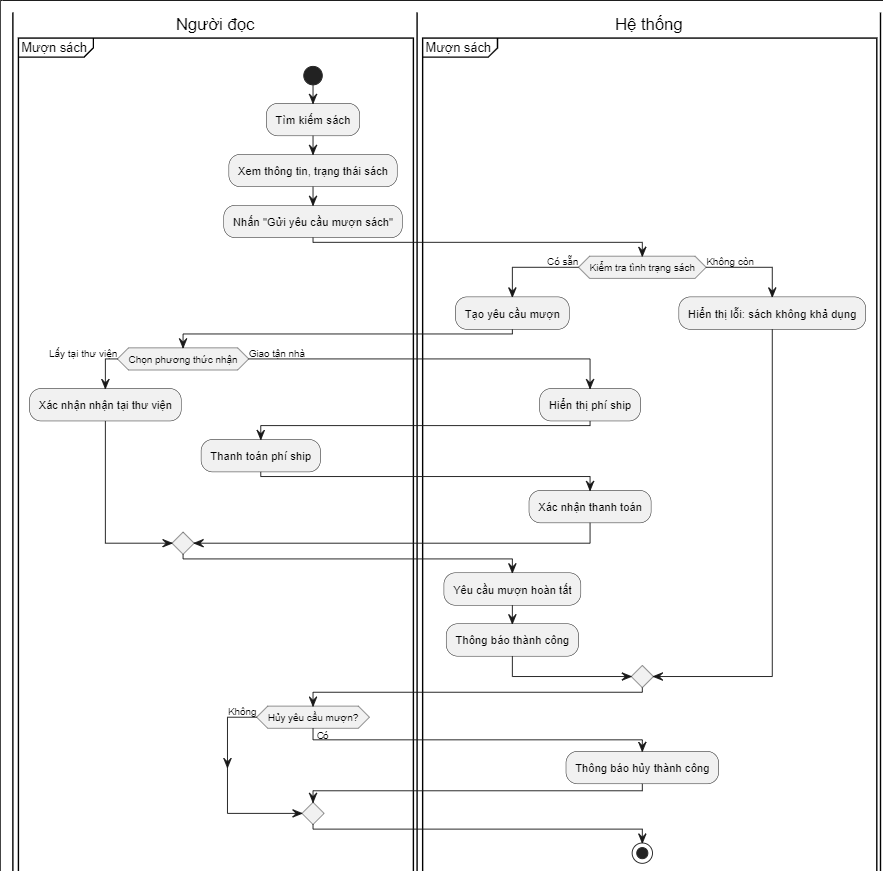 Người đọc
Hệ thống
Mượn sách
Mượn sách
Tìm kiếm sách
Xem thông tin, trạng thái sách
Nhấn "Gửi yêu cầu mượn sách"
Có sẵn
Kiểm tra tình trạng sách
Không còn
Tạo yêu cầu mượn
Hiển thị lỗi: sách không khả dụng
Lấy tại thư viện
Chọn phương thức nhận
Giao tận nhà
Xác nhận nhận tại thư viện
Hiển thị phí ship
Thanh toán phí ship
Xác nhận thanh toán
Yêu cầu mượn hoàn tất
Thông báo thành công
Không
Hủy yêu cầu mượn?
Có
Thông báo hủy thành công